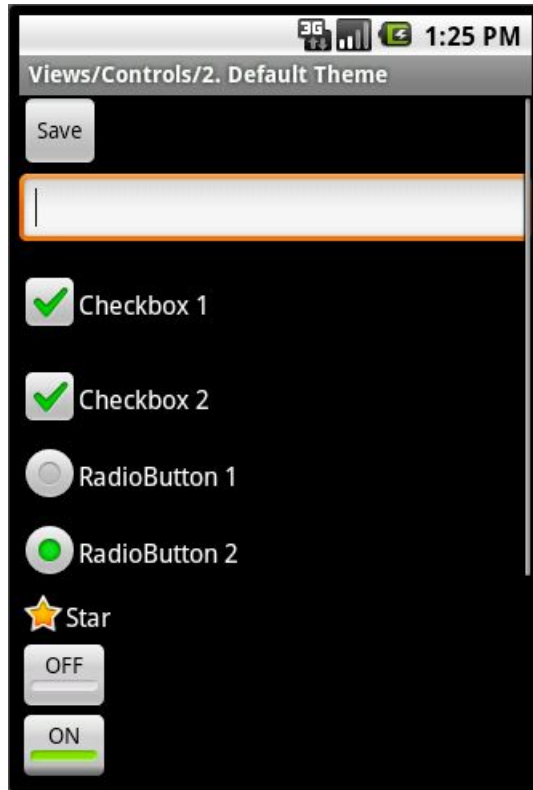 3G 1:25 PM
Views/Controls/2. Default Theme
Save
Checkbox 1
Checkbox 2
RadioButton 1
RadioButton 2
Star
OFF
ON